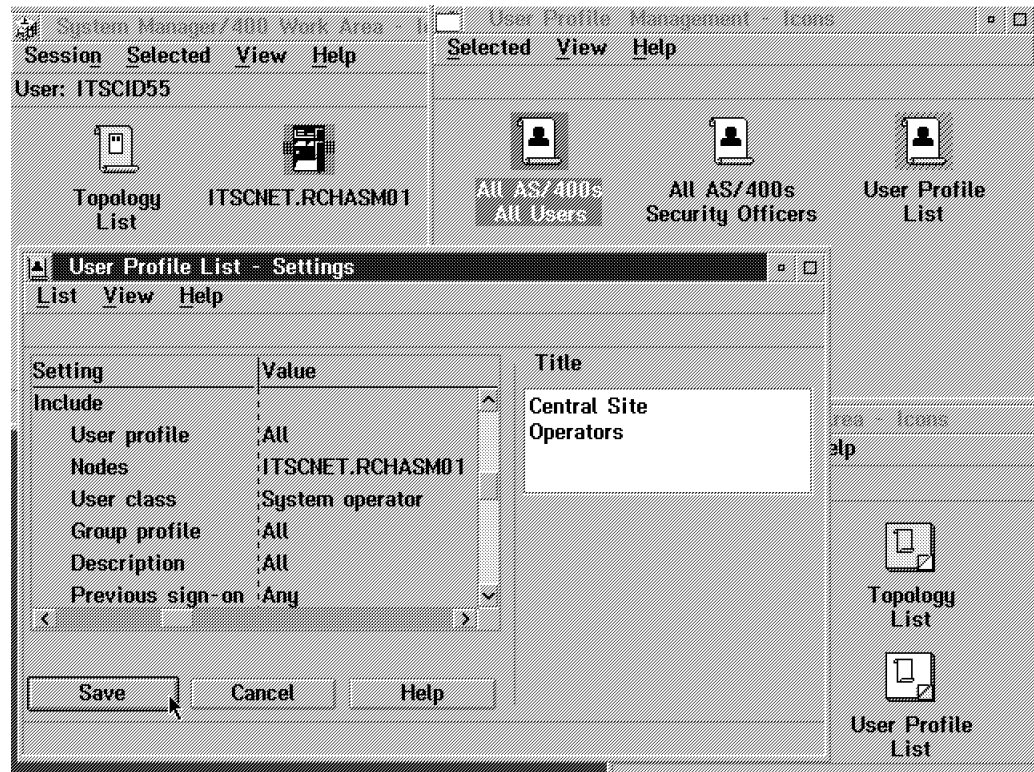 System Manager/400 Work Area - I
Session Selected View Help
User: ITSCID55
Topology
List
ITSCNET.RCHASM01
User Profile Management - Icons
Selected View Help
All AS/400s
All Users
All AS/400s
Security Officers
User Profile
List
User Profile List - Settings
List View Help
Setting Value
Include
User profile All
Nodes ITSCNET.RCHASM01
User class System operator
Group profile All
Description All
Previous sign-on Any
Title
Central Site
Operators
Save Cancel Help
rea - Icons
elp
Topology
List
User Profile
List